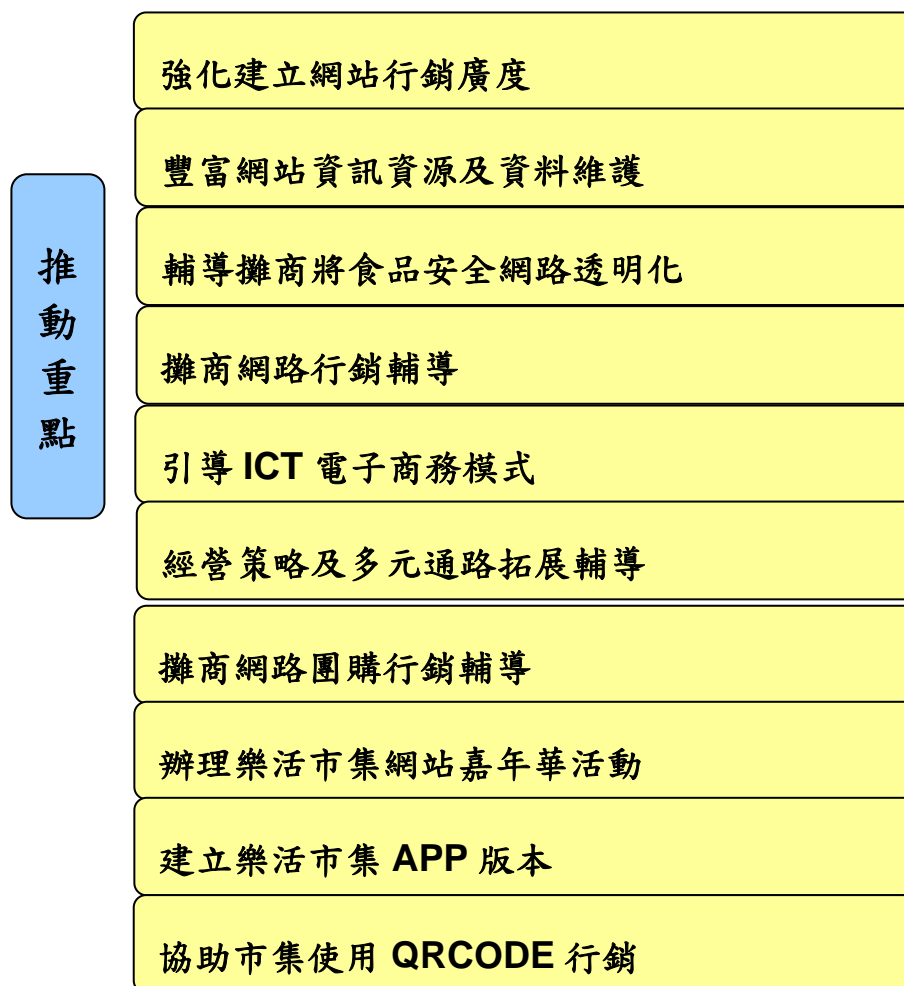 推動重點
強化建立網站行銷廣度
豐富網站資訊資源及資料維護
輔導攤商將食品安全網路透明化
攤商網路行銷輔導
引導 ICT 電子商務模式
經營策略及多元通路拓展輔導
攤商網路團購行銷輔導
辦理樂活市集網站嘉年華活動
建立樂活市集 APP 版本
協助市集使用 QRCODE 行銷